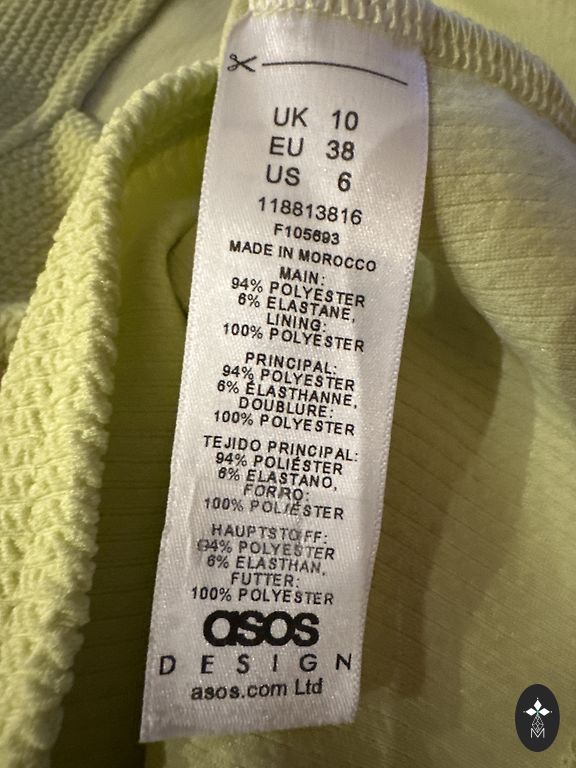 UK 10
EU 38
US 6
118813816
F105693
MADE IN MOROCCO
MAIN:
94% POLYESTER
6% ELASTANE,
LINING:
100% POLYESTER
PRINCIPAL:
94% POLYESTER
6% ÉLASTHANNE,
DOUBLURE:
100% POLYESTER
TEJIDO PRINCIPAL:
94% POLIÉSTER
6% ELASTANO,
FORRO:
100% POLIÉSTER
HAUPTSTOFF:
94% POLYESTER
6% ELASTHAN,
FUTTER:
100% POLYESTER
asos
DESIGN
asos.com Ltd
M